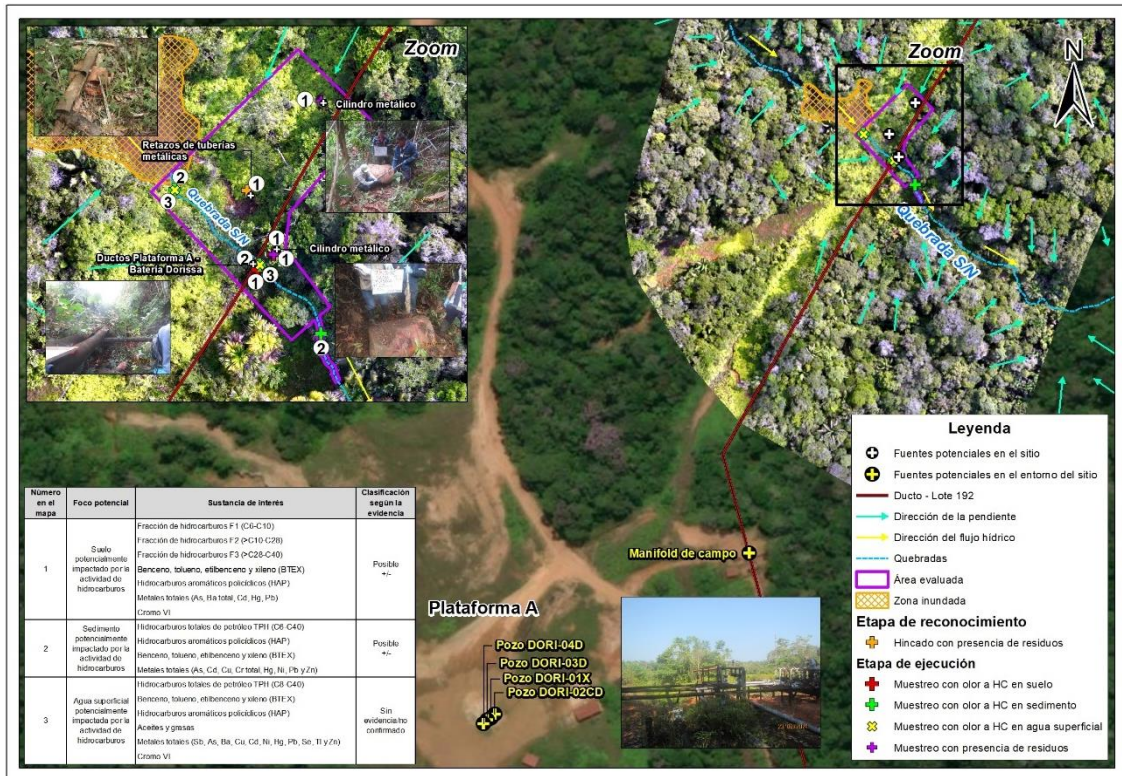 Zoom
Cilindro metálico
Retazos de tuberías
metálicas
Quebrada S/N
Ductos Plataforma A -
Batería Dorissa
Cilindro metálico
1
1
2
3
1
1
2
3
1
2
Zoom
N
Quebrada S/N
Manifold de campo
Plataforma A
Pozo DORI-04D
Pozo DORI-03D
Pozo DORI-01X
Pozo DORI-02CD
Número en el mapa
Foco potencial
Sustancia de interés
Clasificación según la evidencia
1
Suelo potencialmente impactado por la actividad de hidrocarburos
Fracción de hidrocarburos F1 (C6-C10)
Fracción de hidrocarburos F2 (>C10-C28)
Fracción de hidrocarburos F3 (>C28-C40)
Benceno, tolueno, etilbenceno y xileno (BTEX)
Hidrocarburos aromáticos policíclicos (HAP)
Metales totales (As, Ba total, Cd, Hg, Pb)
Cromo VI
Posible
+/-
2
Sedimento potencialmente impactado por la actividad de hidrocarburos
Hidrocarburos totales de petróleo TPH (C6-C40)
Hidrocarburos aromáticos policíclicos (HAP)
Benceno, tolueno, etilbenceno y xileno (BTEX)
Metales totales (As, Cd, Cu, Cr total, Hg, Ni, Pb y Zn)
Posible
+/-
3
Agua superficial potencialmente impactada por la actividad de hidrocarburos
Hidrocarburos totales de petróleo TPH (C8-C40)
Benceno, tolueno, etilbenceno y xileno (BTEX)
Hidrocarburos aromáticos policíclicos (HAP)
Aceites y grasas
Metales totales (Sb, As, Ba, Cu, Cd, Ni, Hg, Pb, Se, Tl y Zn)
Cromo VI
Sin evidencia/no confirmado
Leyenda
Fuentes potenciales en el sitio
Fuentes potenciales en el entorno del sitio
Ducto - Lote 192
Dirección de la pendiente
Dirección del flujo hídrico
Quebradas
Área evaluada
Zona inundada
Etapa de reconocimiento
Hincado con presencia de residuos
Etapa de ejecución
Muestreo con olor a HC en suelo
Muestreo con olor a HC en sedimento
Muestreo con olor a HC en agua superficial
Muestreo con presencia de residuos